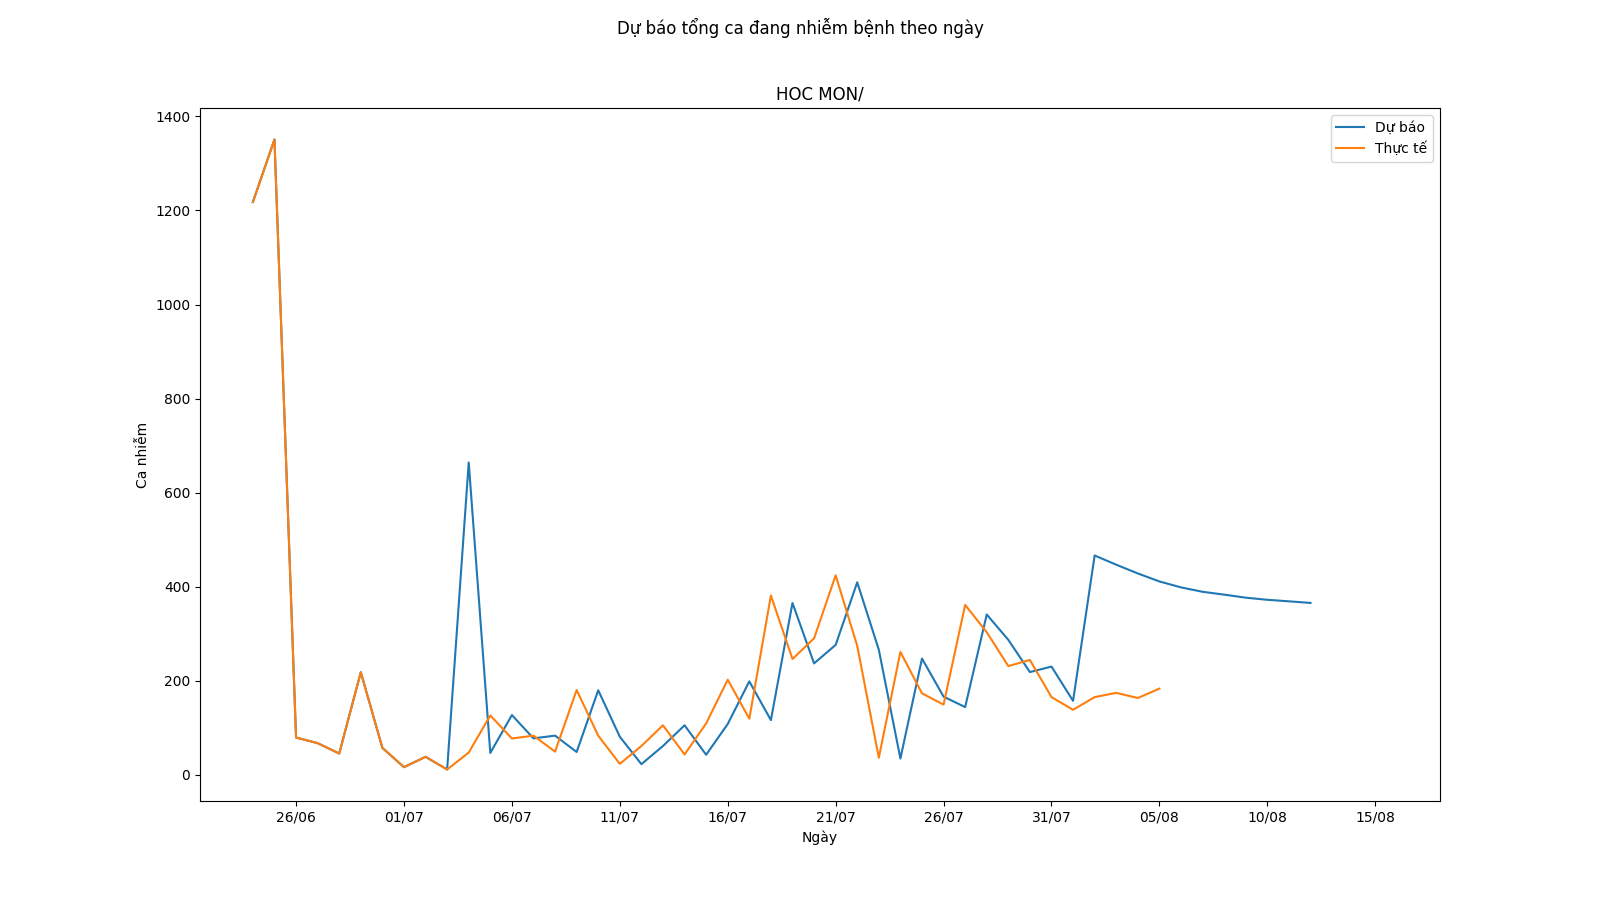 Dự báo tổng ca đang nhiễm bệnh theo ngày
HOC MON/
Dự báo
Thực tế
Ca nhiễm
1400
1200
1000
800
600
400
200
0
26/06 01/07 06/07 11/07 16/07 21/07 26/07 31/07 05/08 10/08 15/08
Ngày